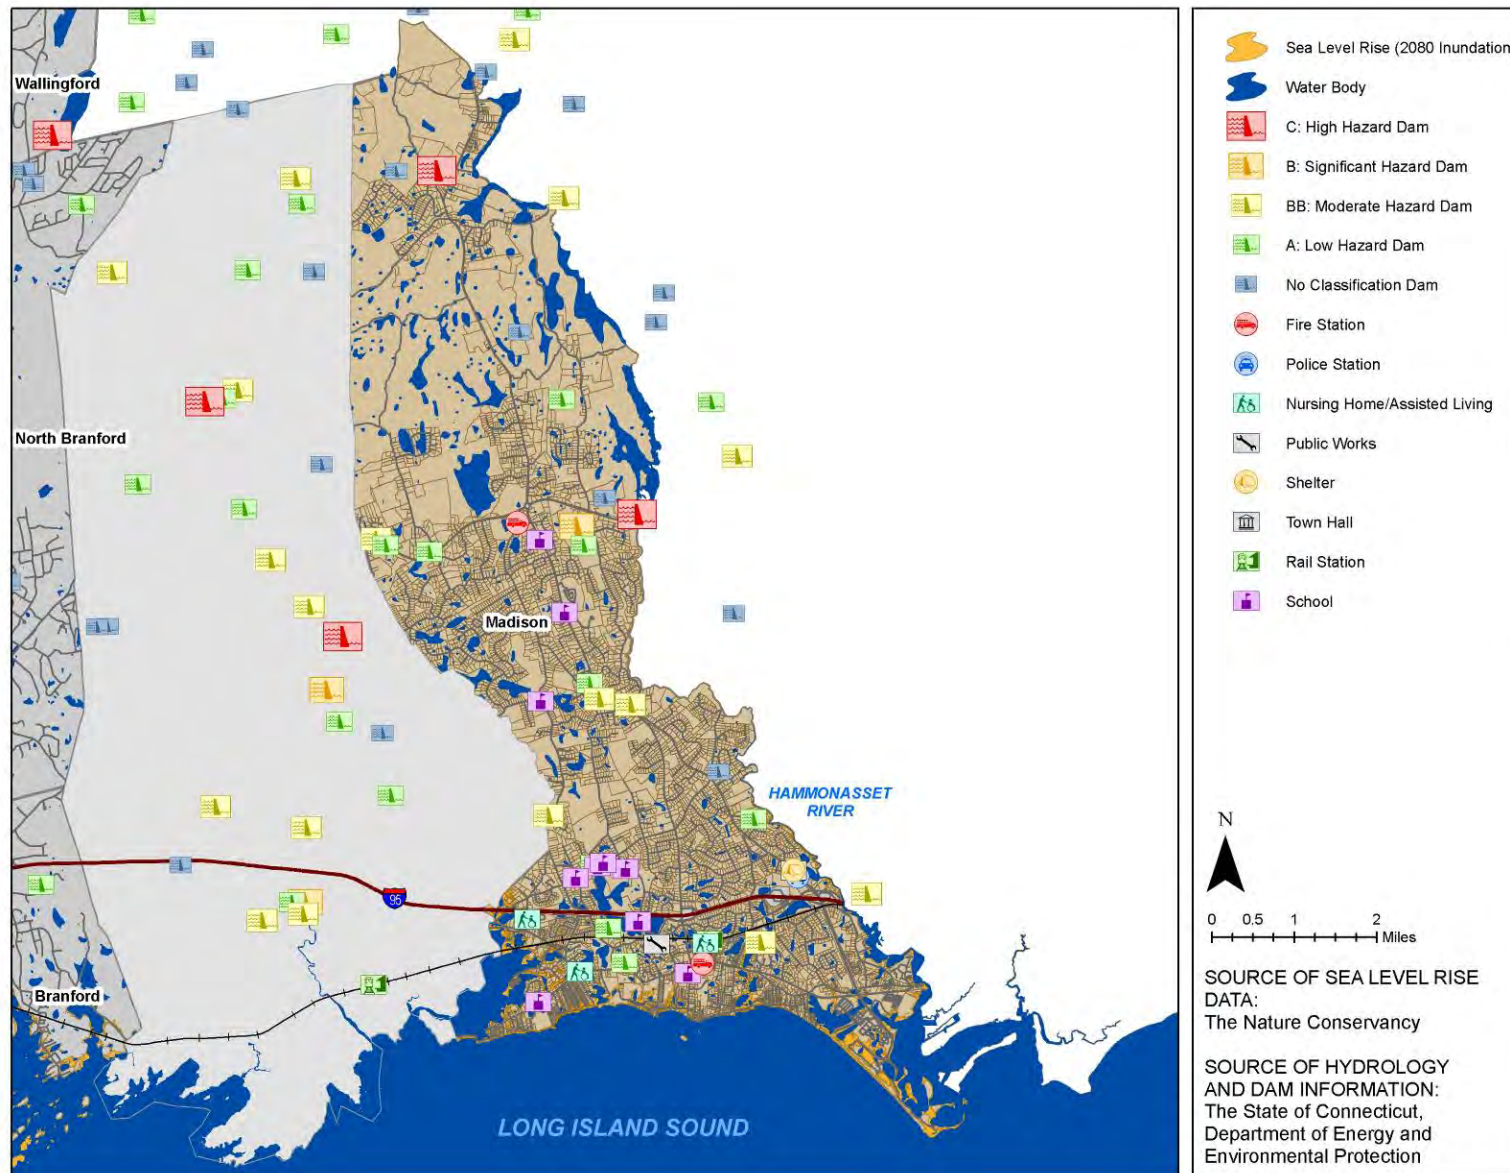 Wallingford
North Branford
Madison
HAMMONASSET
RIVER
95
Branford
LONG ISLAND SOUND
Sea Level Rise (2080 Inundation
Water Body
C: High Hazard Dam
B: Significant Hazard Dam
BB: Moderate Hazard Dam
A: Low Hazard Dam
No Classification Dam
Fire Station
Police Station
Nursing Home/Assisted Living
Public Works
Shelter
Town Hall
Rail Station
School
N
0 0.5 1 2
Miles
SOURCE OF SEA LEVEL RISE
DATA:
The Nature Conservancy
SOURCE OF HYDROLOGY
AND DAM INFORMATION:
The State of Connecticut,
Department of Energy and
Environmental Protection